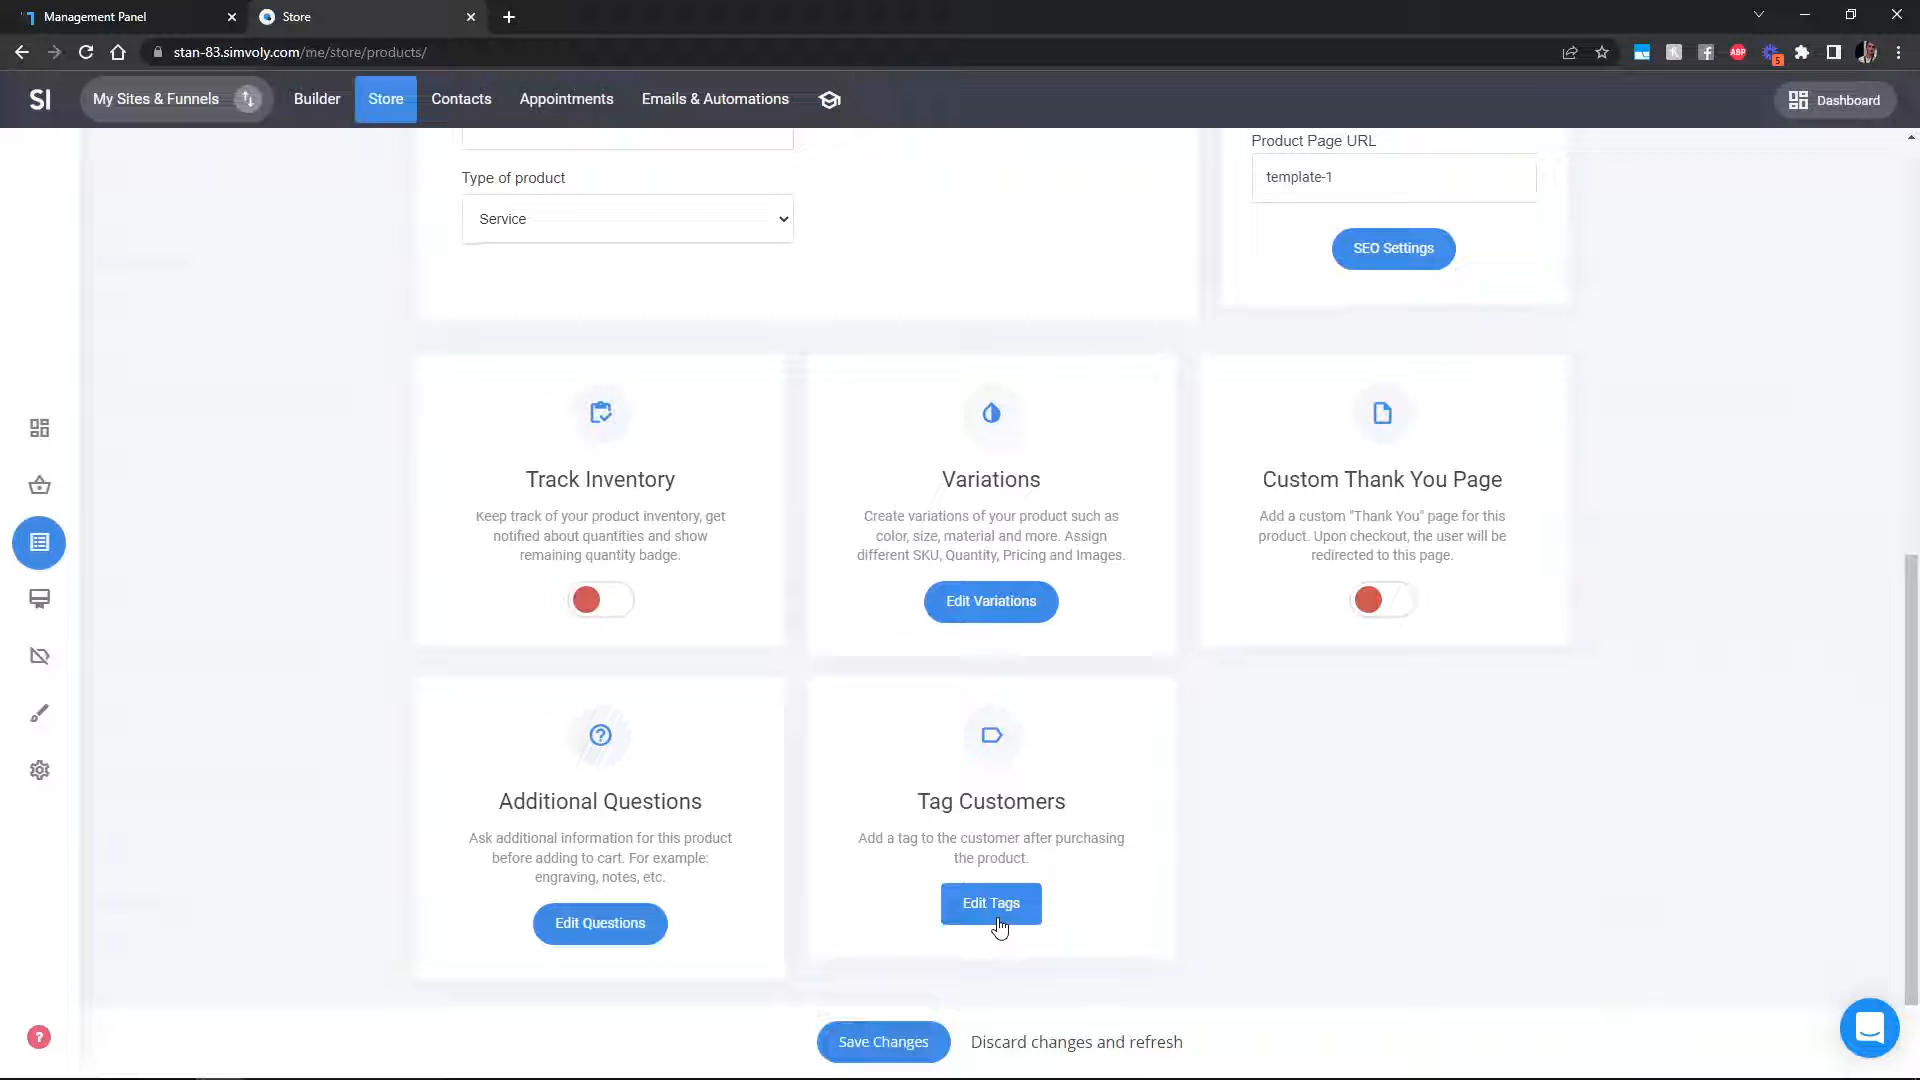 Management Panel
Store
stan-83.simvoly.com/me/store/products/
ABP
5
SI
My Sites & Funnels
Builder
Store
Contacts
Appointments
Emails & Automations
Dashboard
Type of product
Service
Product Page URL
template-1
SEO Settings
Track Inventory
Keep track of your product inventory, get
notified about quantities and show
remaining quantity badge.
Variations
Create variations of your product such as
color, size, material and more. Assign
different SKU, Quantity, Pricing and Images.
Edit Variations
Custom Thank You Page
Add a custom "Thank You" page for this
product. Upon checkout, the user will be
redirected to this page.
Additional Questions
Ask additional information for this product
before adding to cart. For example:
engraving, notes, etc.
Edit Questions
Tag Customers
Add a tag to the customer after purchasing
the product.
Edit Tags
?
Save Changes
Discard changes and refresh